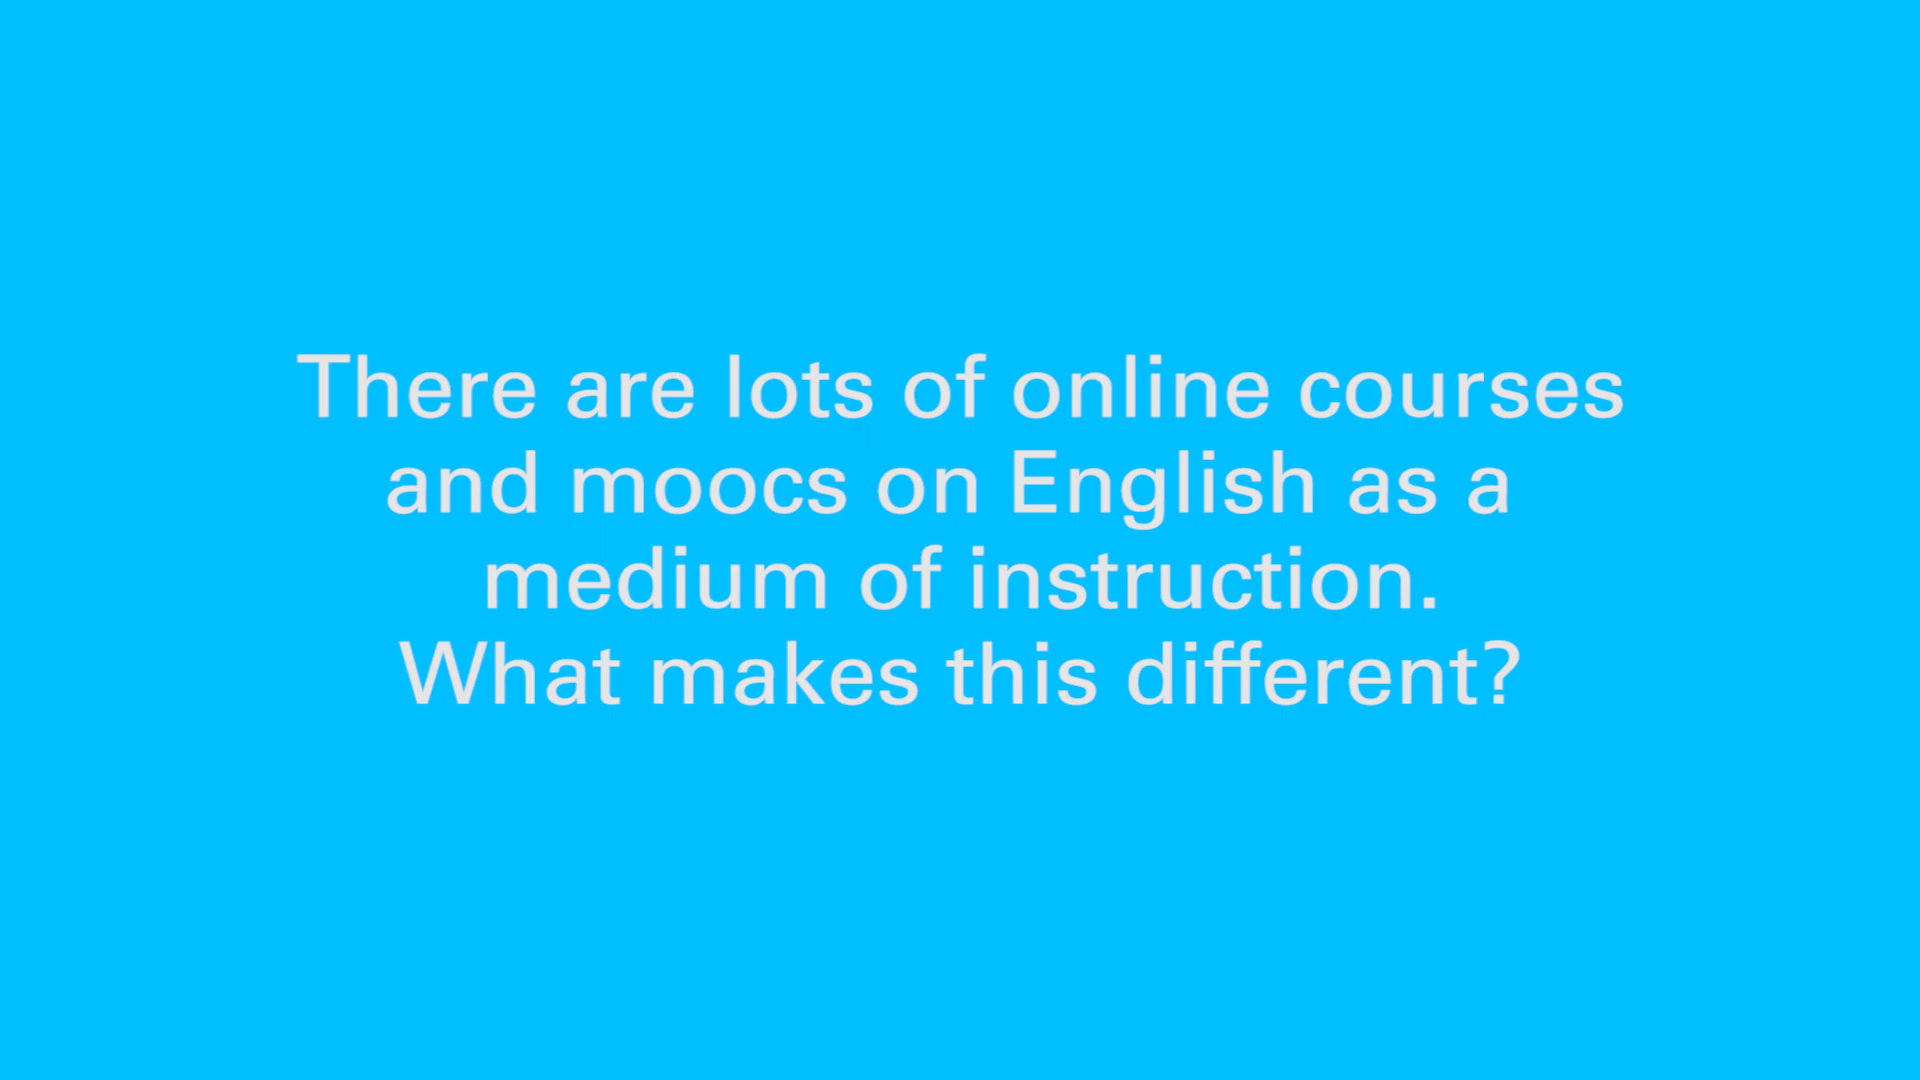 There are lots of online courses
and moocs on English as a
medium of instruction.
What makes this different?